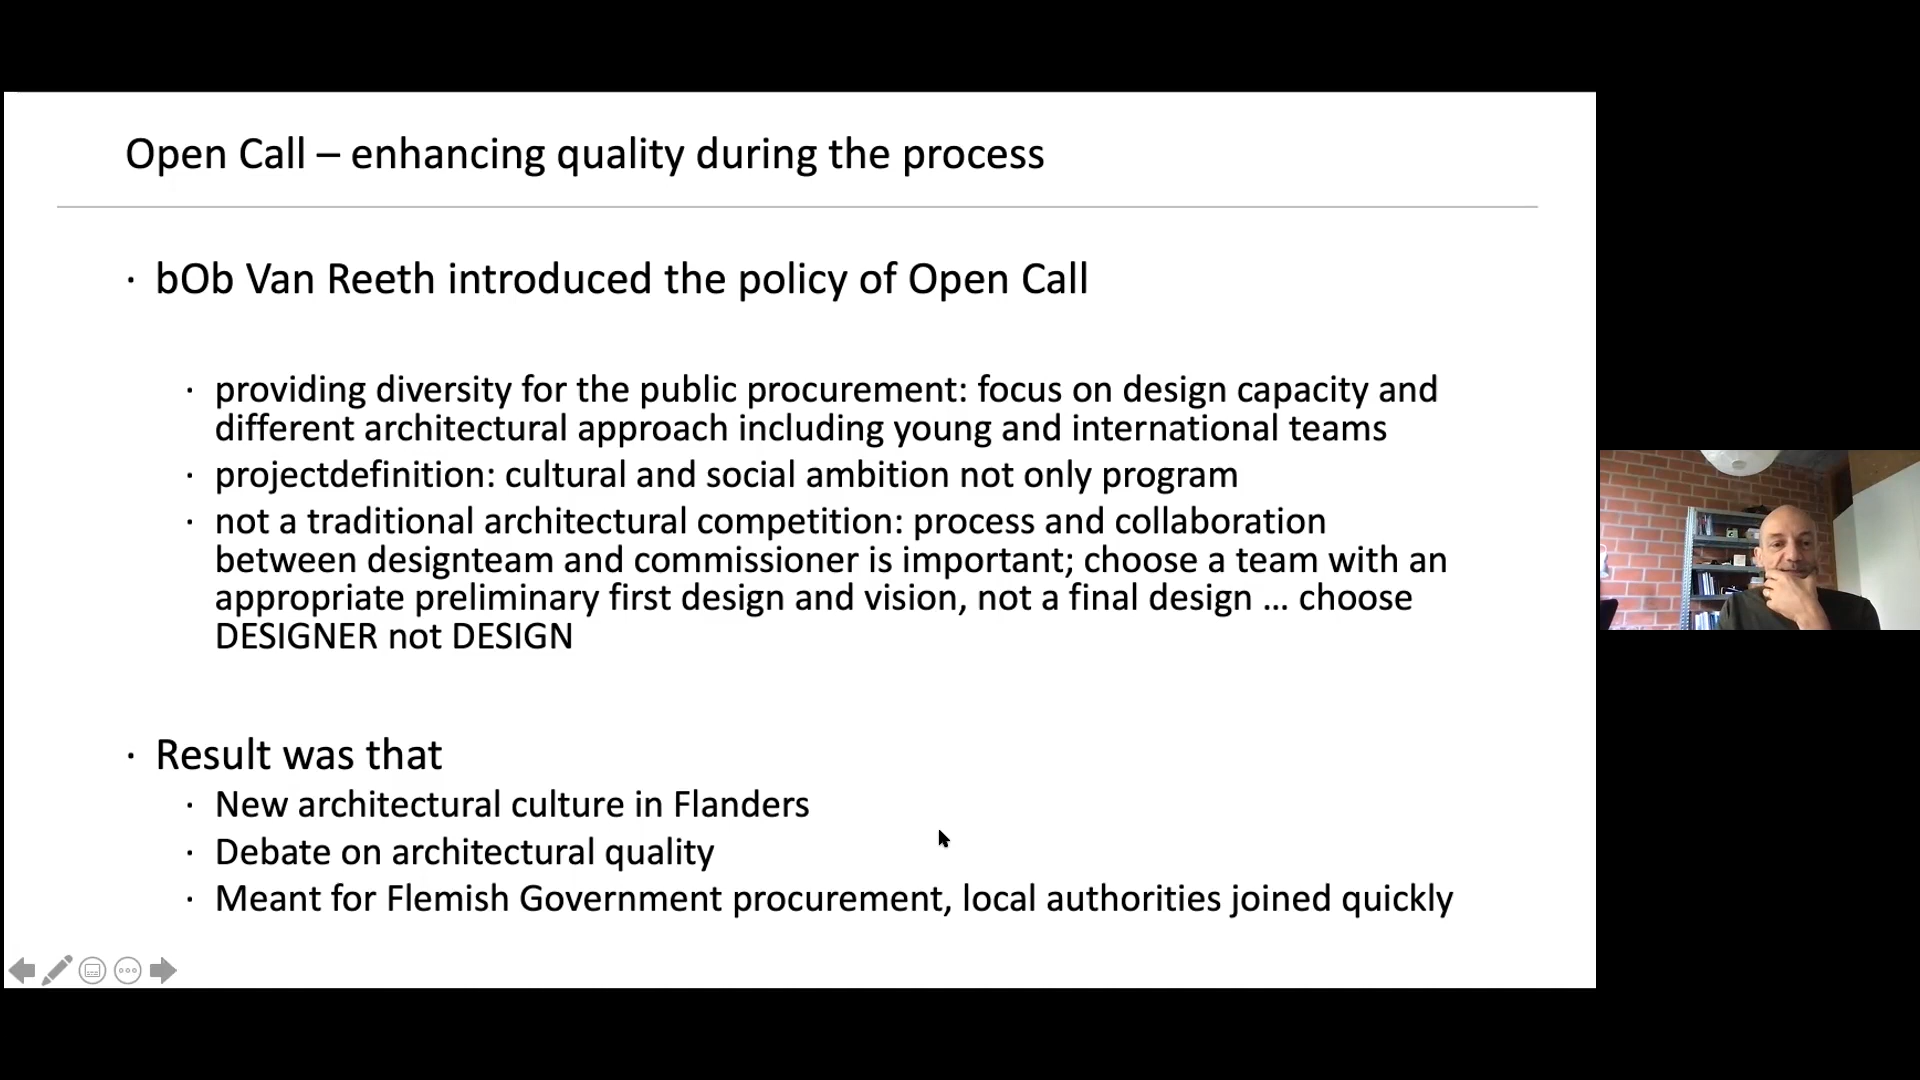 Open Call – enhancing quality during the process
· bOb Van Reeth introduced the policy of Open Call
· providing diversity for the public procurement: focus on design capacity and
different architectural approach including young and international teams
· projectdefinition: cultural and social ambition not only program
· not a traditional architectural competition: process and collaboration
between designteam and commissioner is important; choose a team with an
appropriate preliminary first design and vision, not a final design ... choose
DESIGNER not DESIGN
· Result was that
· New architectural culture in Flanders
· Debate on architectural quality
· Meant for Flemish Government procurement, local authorities joined quickly